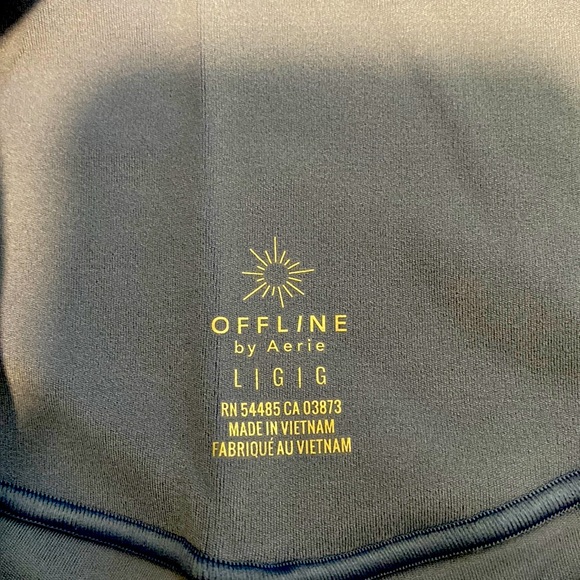 OFFLINE
by Aerie
L | G | G
RN 54485 CA 03873
MADE IN VIETNAM
FABRIQUÉ AU VIETNAM